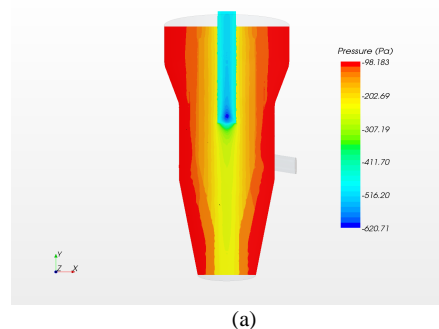 Pressure (Pa)
-98.183
-202.69
-307.19
-411.70
-516.20
-620.71
Y
Z X
(a)